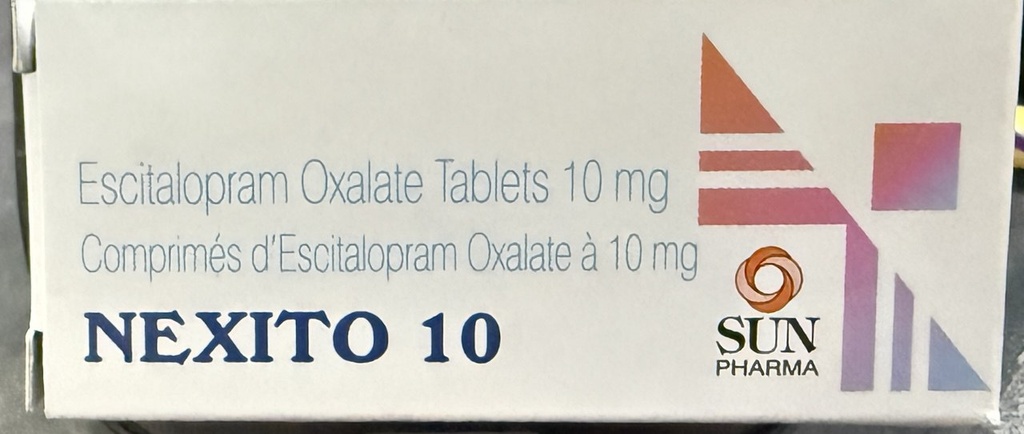 Escitalopram Oxalate Tablets 10 mg
Comprimés d'Escitalopram Oxalate à 10 mg
NEXITO 10
SUN
PHARMA